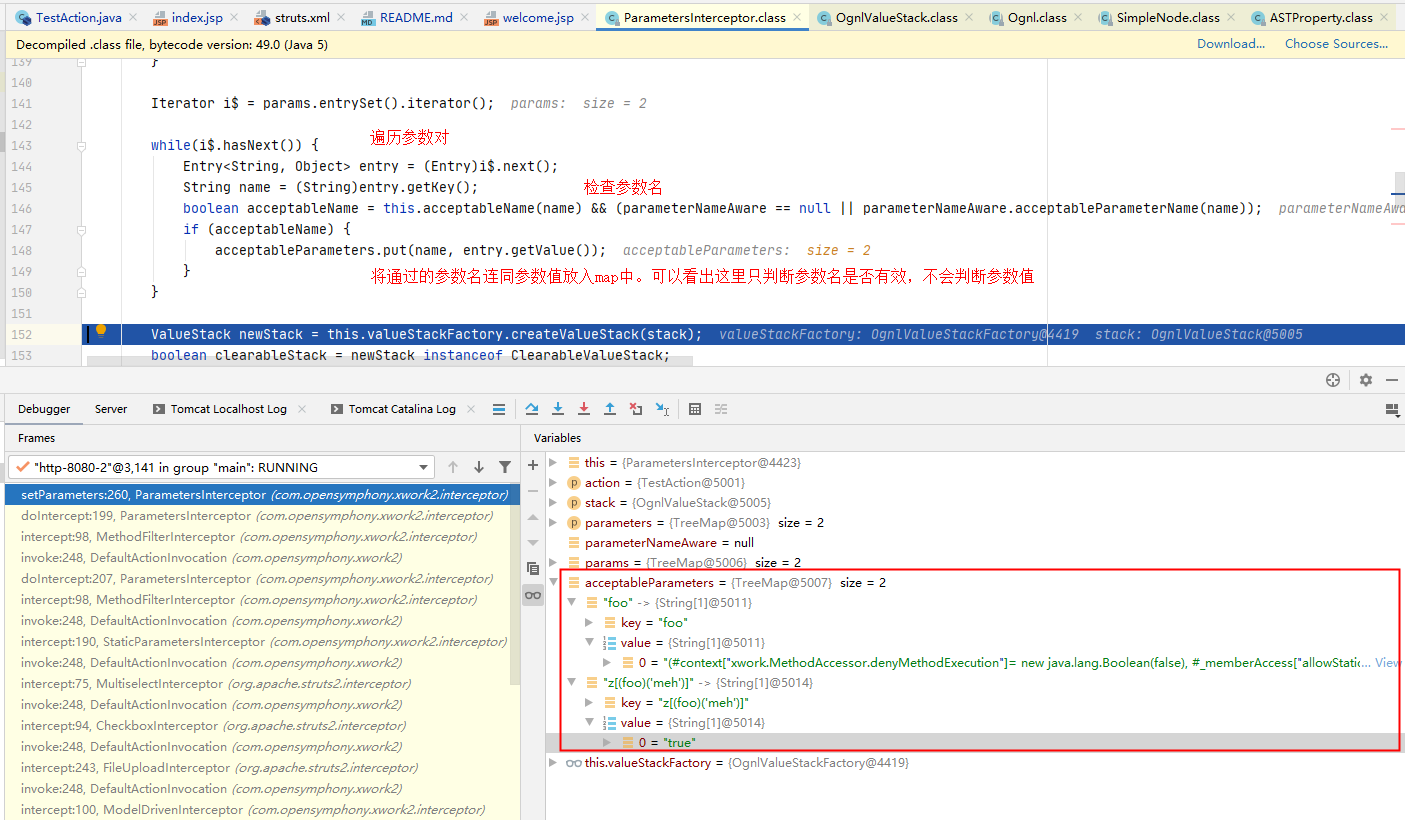 TestAction.java index.jsp struts.xml README.md welcome.jsp ParametersInterceptor.class OgnlValueStack.class Ognl.class SimpleNode.class ASTProperty.class
Decompiled .class file, bytecode version: 49.0 (Java 5) Download... Choose Sources...
139 }
140
141 Iterator i$ = params.entrySet().iterator(); params: size = 2
142
遍历参数对
143 while(i$.hasNext()) {
144 Entry<String, Object> entry = (Entry)i$.next();
145 String name = (String)entry.getKey(); 检查参数名
146 boolean acceptableName = this.acceptableName(name) && (parameterNameAware == null || parameterNameAware.acceptableParameterName(name)); parameterNameAwa
147 if (acceptableName) {
148 acceptableParameters.put(name, entry.getValue()); acceptableParameters: size = 2
149 } 将通过的参数名连同参数值放入map中。可以看出这里只判断参数名是否有效，不会判断参数值
150 }
151
152 ValueStack newStack = this.valueStackFactory.createValueStack(stack); valueStackFactory: OgnlValueStackFactory@4419 stack: OgnlValueStack@5005
153 boolean clearableStack = newStack instanceof ClearableValueStack;
Debugger Server Tomcat Localhost Log Tomcat Catalina Log
Frames
"http-8080-2"@3,141 in group "main": RUNNING
setParameters:260, ParametersInterceptor (com.opensymphony.xwork2.interceptor)
doIntercept:199, ParametersInterceptor (com.opensymphony.xwork2.interceptor)
intercept:98, MethodFilterInterceptor (com.opensymphony.xwork2.interceptor)
invoke:248, DefaultActionInvocation (com.opensymphony.xwork2)
doIntercept:207, ParametersInterceptor (com.opensymphony.xwork2.interceptor)
intercept:98, MethodFilterInterceptor (com.opensymphony.xwork2.interceptor)
invoke:248, DefaultActionInvocation (com.opensymphony.xwork2)
intercept:190, StaticParametersInterceptor (com.opensymphony.xwork2.interceptor)
invoke:248, DefaultActionInvocation (com.opensymphony.xwork2)
intercept:75, MultiselectInterceptor (org.apache.struts2.interceptor)
invoke:248, DefaultActionInvocation (com.opensymphony.xwork2)
intercept:94, CheckboxInterceptor (org.apache.struts2.interceptor)
invoke:248, DefaultActionInvocation (com.opensymphony.xwork2)
intercept:243, FileUploadInterceptor (org.apache.struts2.interceptor)
invoke:248, DefaultActionInvocation (com.opensymphony.xwork2)
intercept:100, ModelDrivenInterceptor (com.opensymphony.xwork2.interceptor)
Variables
this = {ParametersInterceptor@4423}
action = {TestAction@5001}
stack = {OgnlValueStack@5005}
parameters = {TreeMap@5003} size = 2
parameterNameAware = null
params = {TreeMap@5006} size = 2
acceptableParameters = {TreeMap@5007} size = 2
"foo" -> {String[1]@5011}
key = "foo"
value = {String[1]@5011}
0 = "(#context["xwork.MethodAccessor.denyMethodExecution"]= new java.lang.Boolean(false), #_memberAccess["allowStatic... View
"z[(foo)('meh')]" -> {String[1]@5014}
key = "z[(foo)('meh')]"
value = {String[1]@5014}
0 = "true"
this.valueStackFactory = {OgnlValueStackFactory@4419}